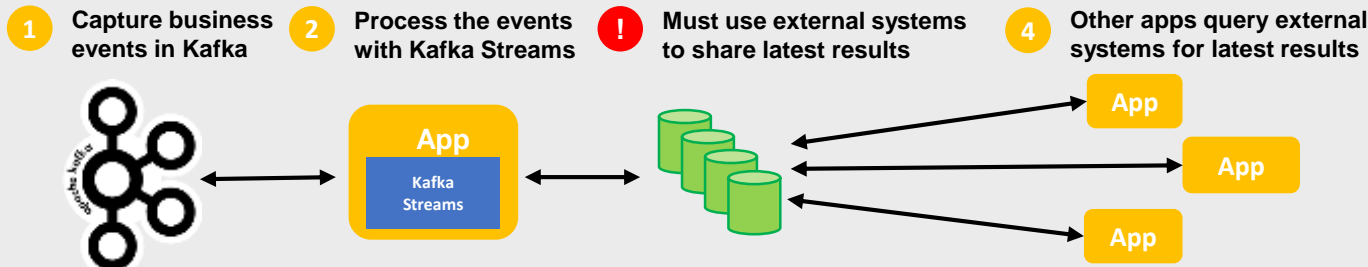 1
Capture business
events in Kafka
2
Process the events
with Kafka Streams
!
Must use external systems
to share latest results
4
Other apps query external
systems for latest results
apache kafka
App
Kafka
Streams
App
App
App